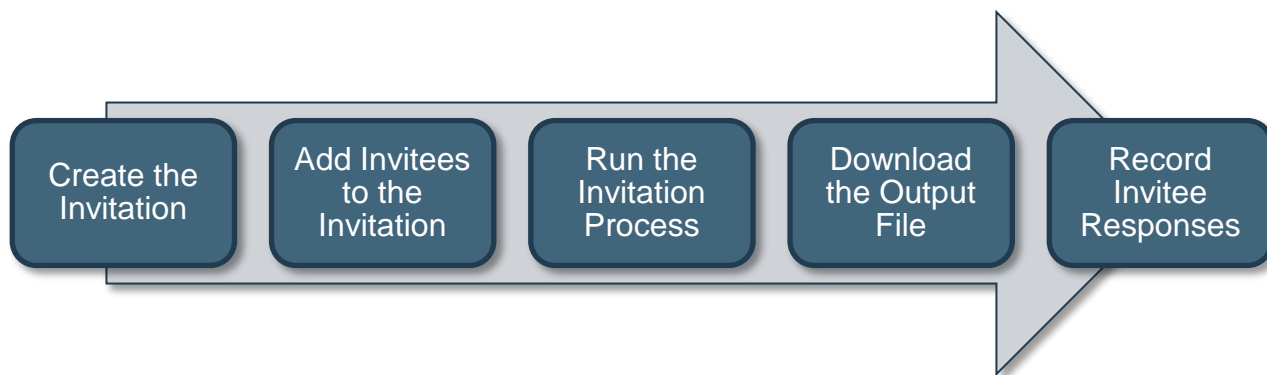 Create the
Invitation
Add Invitees
to the
Invitation
Run the
Invitation
Process
Download
the Output
File
Record
Invitee
Responses